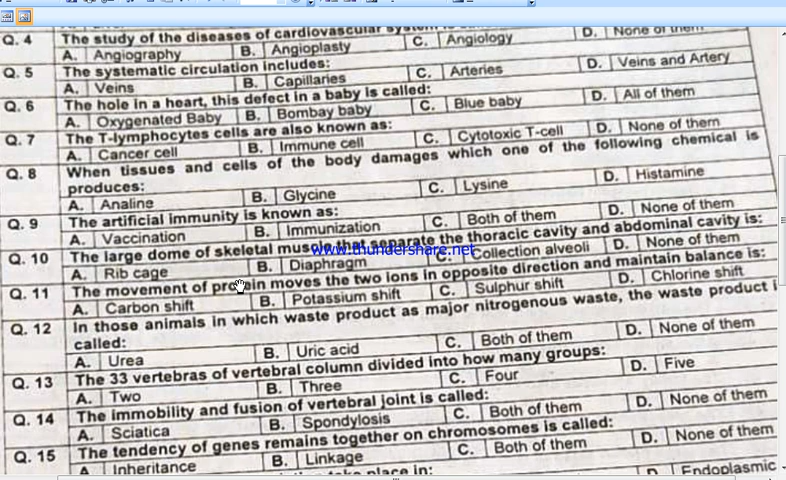 Q. 4 The study of the diseases of cardiovascular system is
A. Angiography B. Angioplasty C. Angiology D. None of them
Q. 5 The systematic circulation includes:
A. Veins B. Capillaries C. Arteries D. Veins and Artery
Q. 6 The hole in a heart, this defect in a baby is called:
A. Oxygenated Baby B. Bombay baby C. Blue baby D. All of them
Q. 7 The T-lymphocytes cells are also known as:
A. Cancer cell B. Immune cell C. Cytotoxic T-cell D. None of them
Q. 8 When tissues and cells of the body damages which one of the following chemical is
produces:
A. Analine B. Glycine C. Lysine D. Histamine
Q. 9 The artificial immunity is known as:
A. Vaccination B. Immunization C. Both of them D. None of them
www.thundershare.net
Q. 10 The large dome of skeletal muscle that separate the thoracic cavity and abdominal cavity is:
A. Rib cage B. Diaphragm C. Collection alveoli D. None of them
Q. 11 The movement of protein moves the two ions in opposite direction and maintain balance is:
A. Carbon shift B. Potassium shift C. Sulphur shift D. Chlorine shift
Q. 12 In those animals in which waste product as major nitrogenous waste, the waste product
called:
A. Urea B. Uric acid C. Both of them D. None of them
Q. 13 The 33 vertebras of vertebral column divided into how many groups:
A. Two B. Three C. Four D. Five
Q. 14 The immobility and fusion of vertebral joint is called:
A. Sciatica B. Spondylosis C. Both of them D. None of them
Q. 15 The tendency of genes remains together on chromosomes is called:
A. Inheritance B. Linkage C. Both of them D. None of them
take place in:
D. Endoplasmic